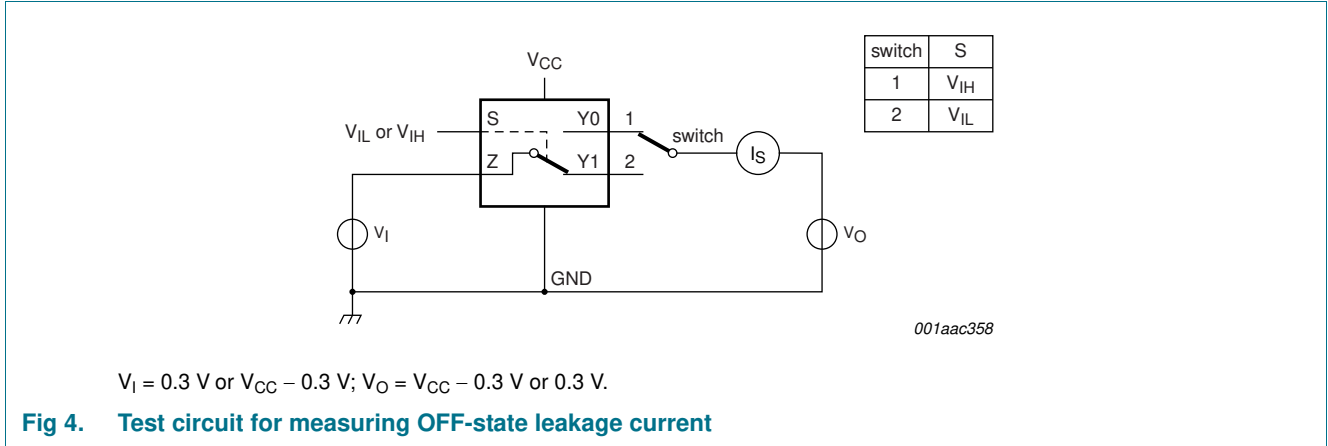 VCC
switch S
1 VIH
2 VIL
VIL or VIH
S Y0 1
switch
IS
Z Y1 2
VI
VO
GND
001aac358
VI = 0.3 V or VCC − 0.3 V; VO = VCC − 0.3 V or 0.3 V.
Fig 4. Test circuit for measuring OFF-state leakage current